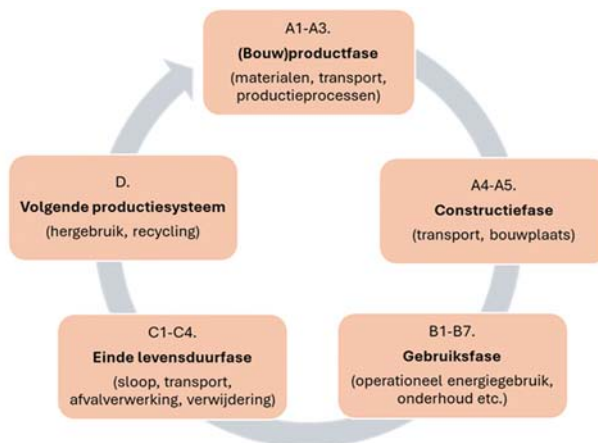 A1-A3.
(Bouw)productfase
(materialen, transport,
productieprocessen)
A4-A5.
Constructiefase
(transport, bouwplaats)
B1-B7.
Gebruiksfase
(operationeel energiegebruik,
onderhoud etc.)
C1-C4.
Einde levensduurfase
(sloop, transport,
afvalverwerking, verwijdering)
D.
Volgende productiesysteem
(hergebruik, recycling)